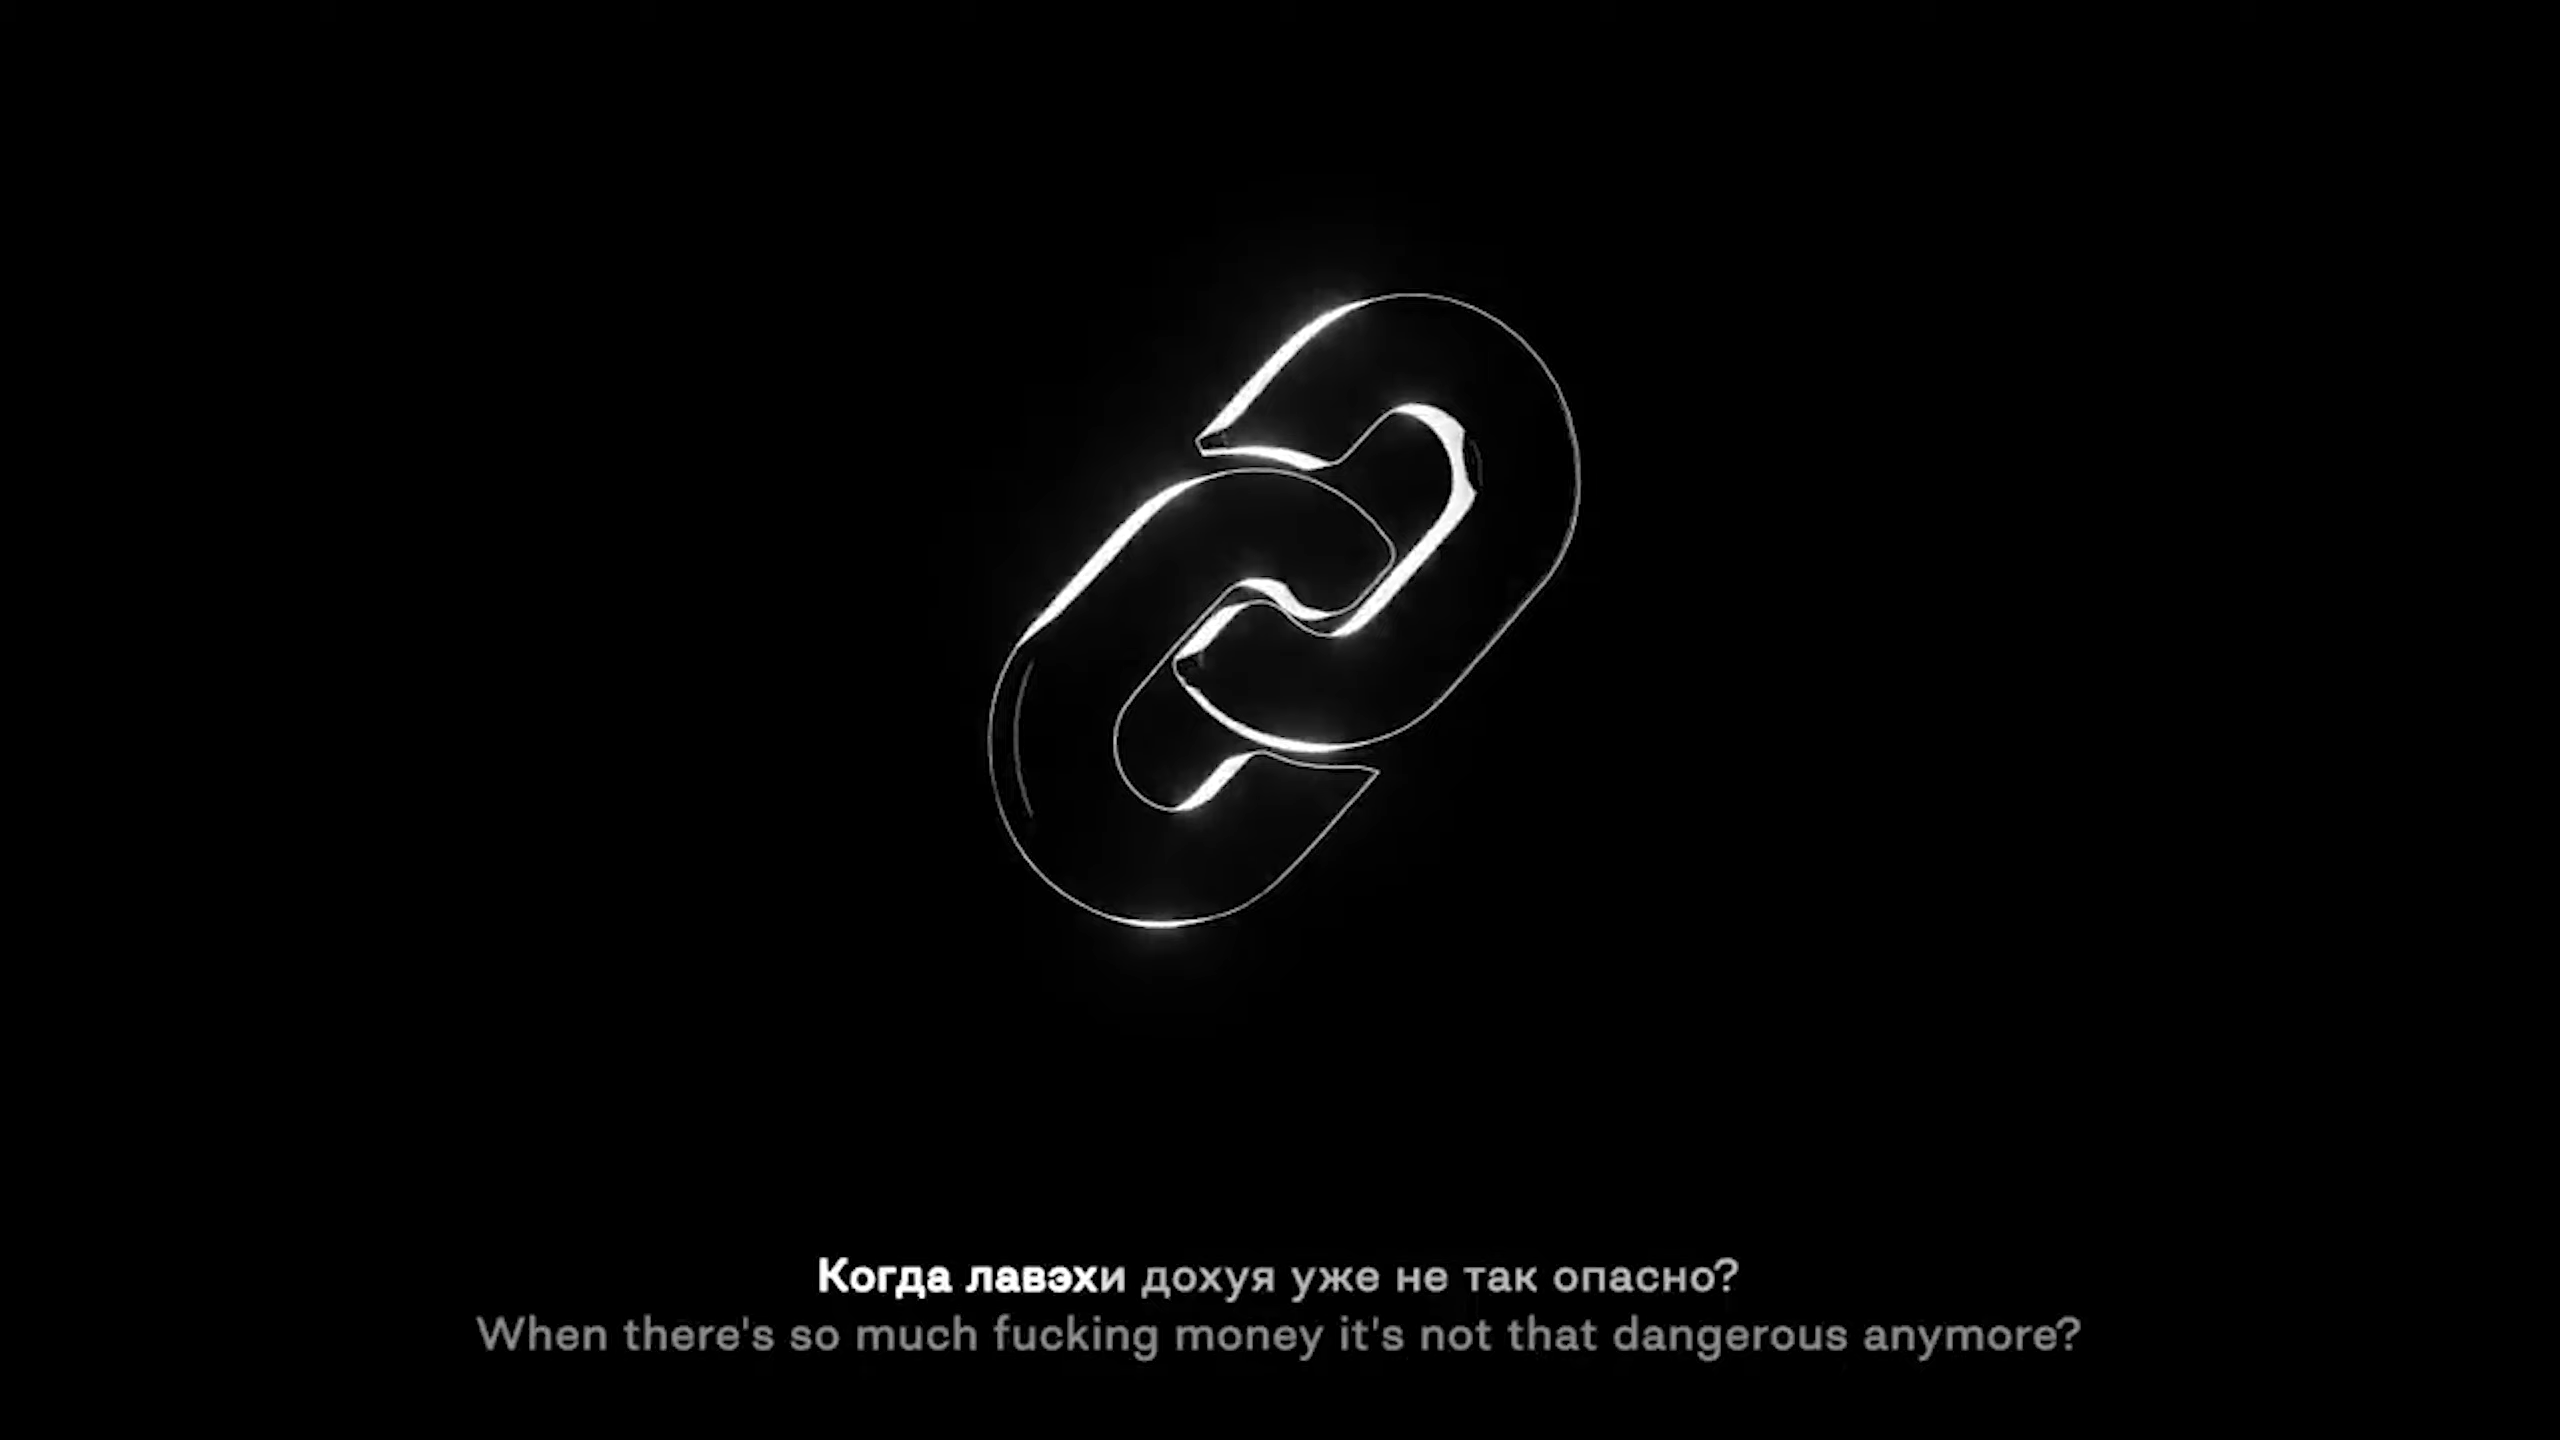 Когда лавэхи дохуя уже не так опасно?
When there's so much fucking money it's not that dangerous anymore?